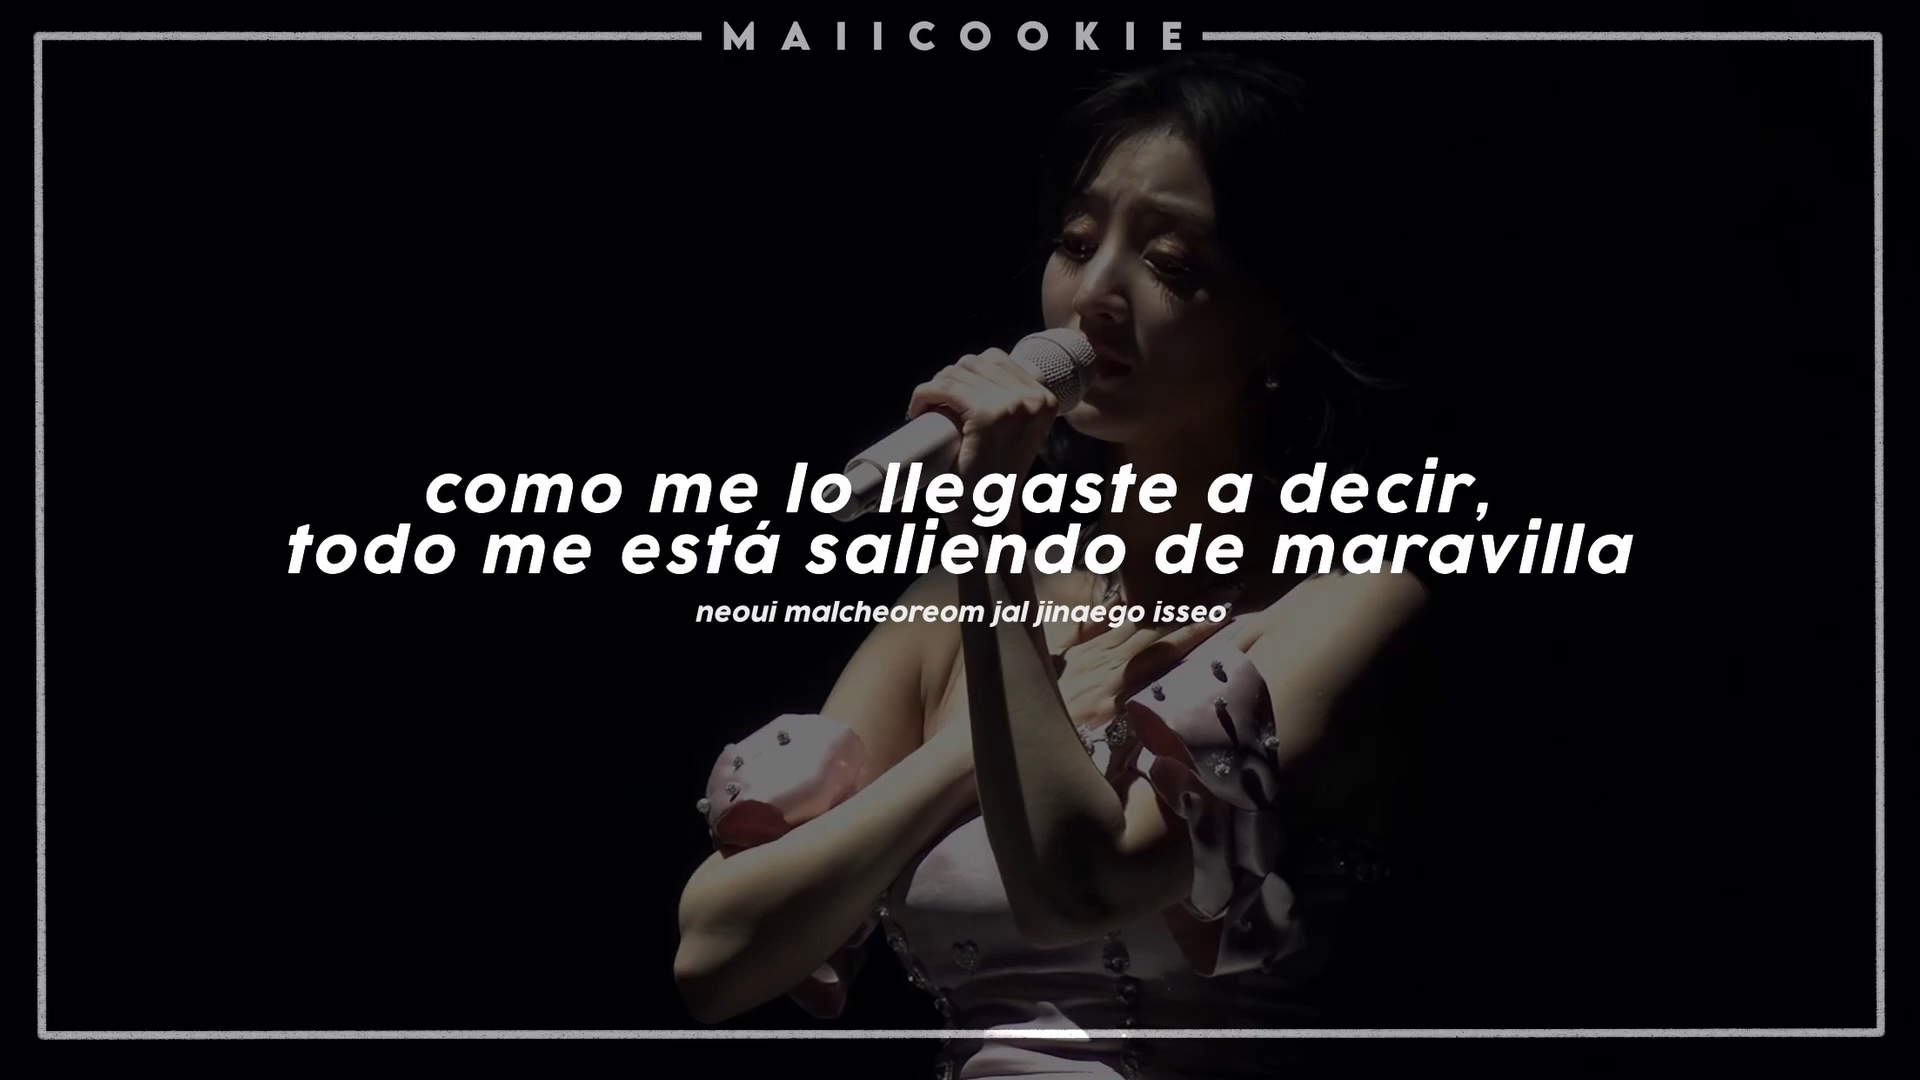 MAIICOOKIE
como me lo llegaste a decir,
todo me está saliendo de maravilla
neoui malcheoreom jal jinaego isseo